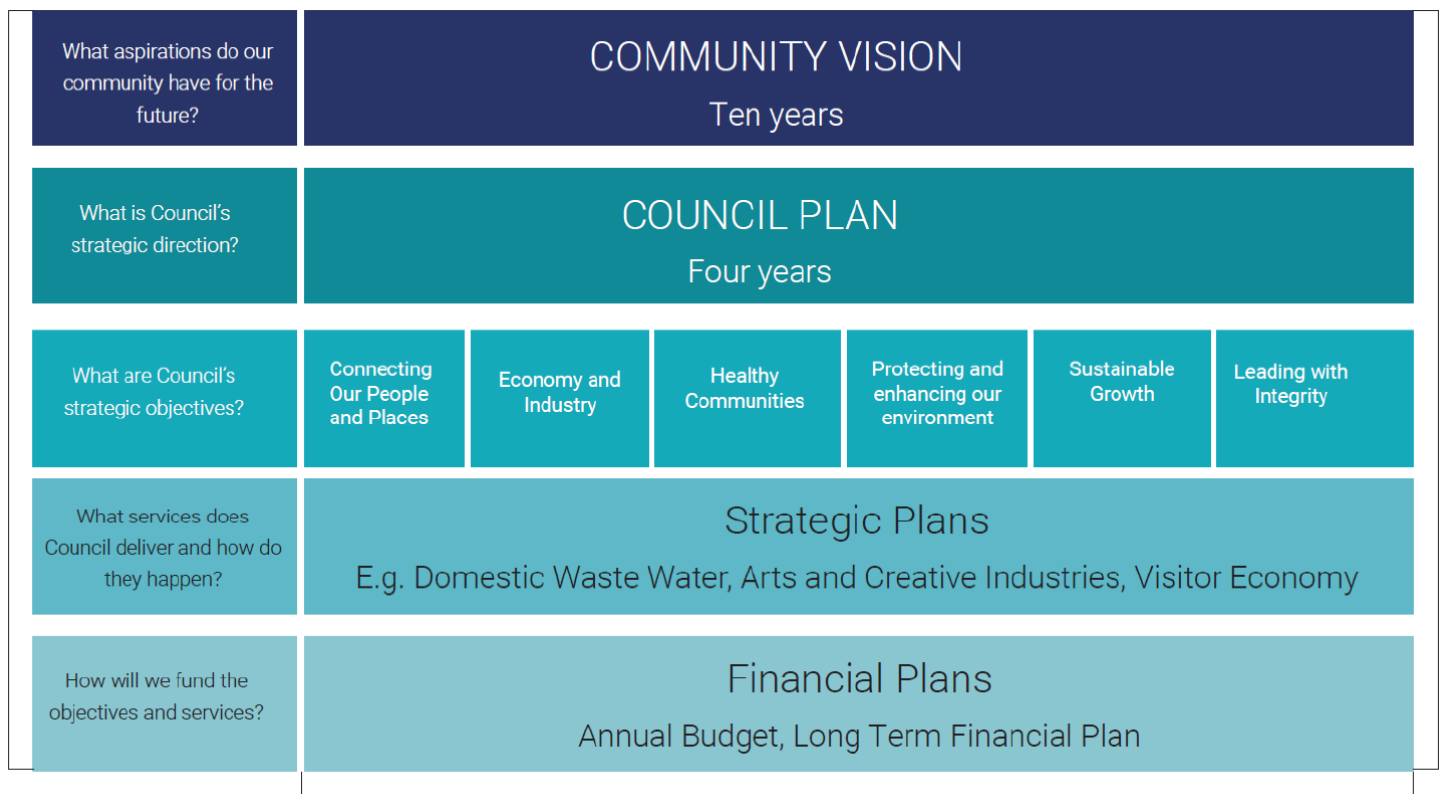 What aspirations do our
community have for the
future?
COMMUNITY VISION
Ten years
What is Council's
strategic direction?
COUNCIL PLAN
Four years
What are Council's
strategic objectives?
Connecting
Our People
and Places
Economy and
Industry
Healthy
Communities
Protecting and
enhancing our
environment
Sustainable
Growth
Leading with
Integrity
What services does
Council deliver and how do
they happen?
Strategic Plans
E.g. Domestic Waste Water, Arts and Creative Industries, Visitor Economy
How will we fund the
objectives and services?
Financial Plans
Annual Budget, Long Term Financial Plan